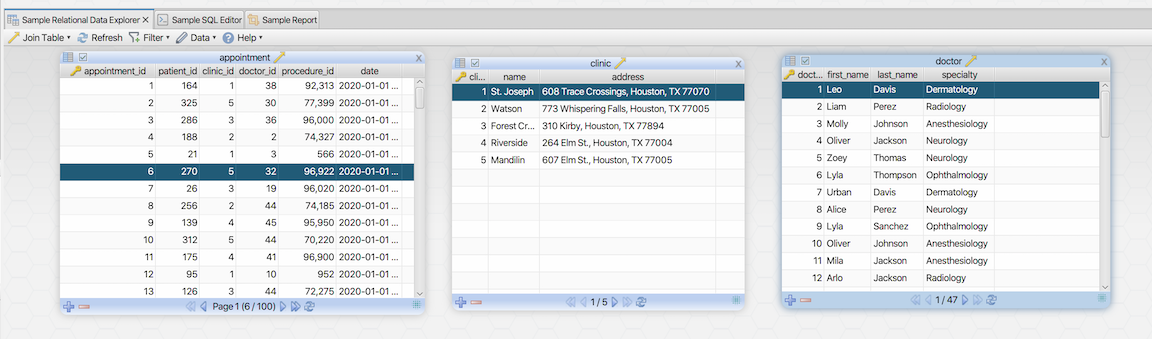 Sample Relational Data Explorer Sample SQL Editor Sample Report
Join Table Refresh Filter Data Help
appointment
appointment_id patient_id clinic_id doctor_id procedure_id date
1 164 1 38 92,313 2020-01-01 ...
2 325 5 30 77,399 2020-01-01 ...
3 286 3 36 96,000 2020-01-01 ...
4 188 2 2 74,327 2020-01-01 ...
5 21 1 3 566 2020-01-01 ...
6 270 5 32 96,922 2020-01-01 ...
7 26 3 19 96,020 2020-01-01 ...
8 256 2 44 74,185 2020-01-01 ...
9 139 4 45 95,950 2020-01-01 ...
10 312 5 44 70,220 2020-01-01 ...
11 175 4 41 96,900 2020-01-01 ...
12 95 1 10 952 2020-01-01 ...
13 126 3 44 72,275 2020-01-01 ...
Page 1 (6 / 100)
clinic
cli... name address
1 St. Joseph 608 Trace Crossings, Houston, TX 77070
2 Watson 773 Whispering Falls, Houston, TX 77005
3 Forest Cr... 310 Kirby, Houston, TX 77894
4 Riverside 264 Elm St., Houston, TX 77004
5 Mandilin 607 Elm St., Houston, TX 77005
1 / 5
doctor
doct... first_name last_name specialty
1 Leo Davis Dermatology
2 Liam Perez Radiology
3 Molly Johnson Anesthesiology
4 Oliver Jackson Neurology
5 Zoey Thomas Neurology
6 Lyla Thompson Ophthalmology
7 Urban Davis Dermatology
8 Alice Perez Neurology
9 Lyla Sanchez Ophthalmology
10 Oliver Johnson Anesthesiology
11 Mila Jackson Anesthesiology
12 Arlo Jackson Radiology
1 / 47